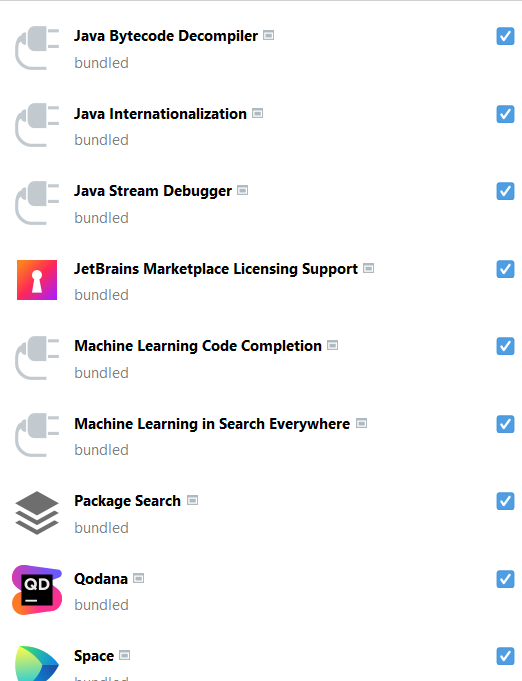 Java Bytecode Decompiler
bundled
Java Internationalization
bundled
Java Stream Debugger
bundled
JetBrains Marketplace Licensing Support
bundled
Machine Learning Code Completion
bundled
Machine Learning in Search Everywhere
bundled
Package Search
bundled
QD
Qodana
bundled
Space
bundled